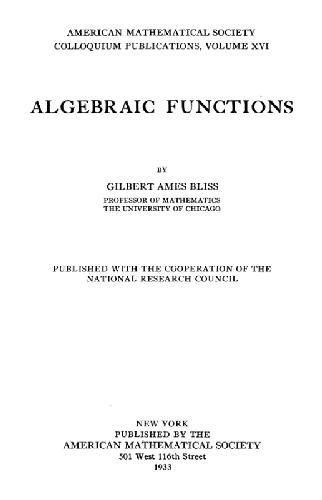 AMERICAN MATHEMATICAL SOCIETY
COLLOQUIUM PUBLICATIONS, VOLUME XVI
ALGEBRAIC FUNCTIONS
BY
GILBERT AMES BLISS
PROFESSOR OF MATHEMATICS
THE UNIVERSITY OF CHICAGO
PUBLISHED WITH THE COOPERATION OF THE
NATIONAL RESEARCH COUNCIL
NEW YORK
PUBLISHED BY THE
AMERICAN MATHEMATICAL SOCIETY
501 West 116th Street
1933